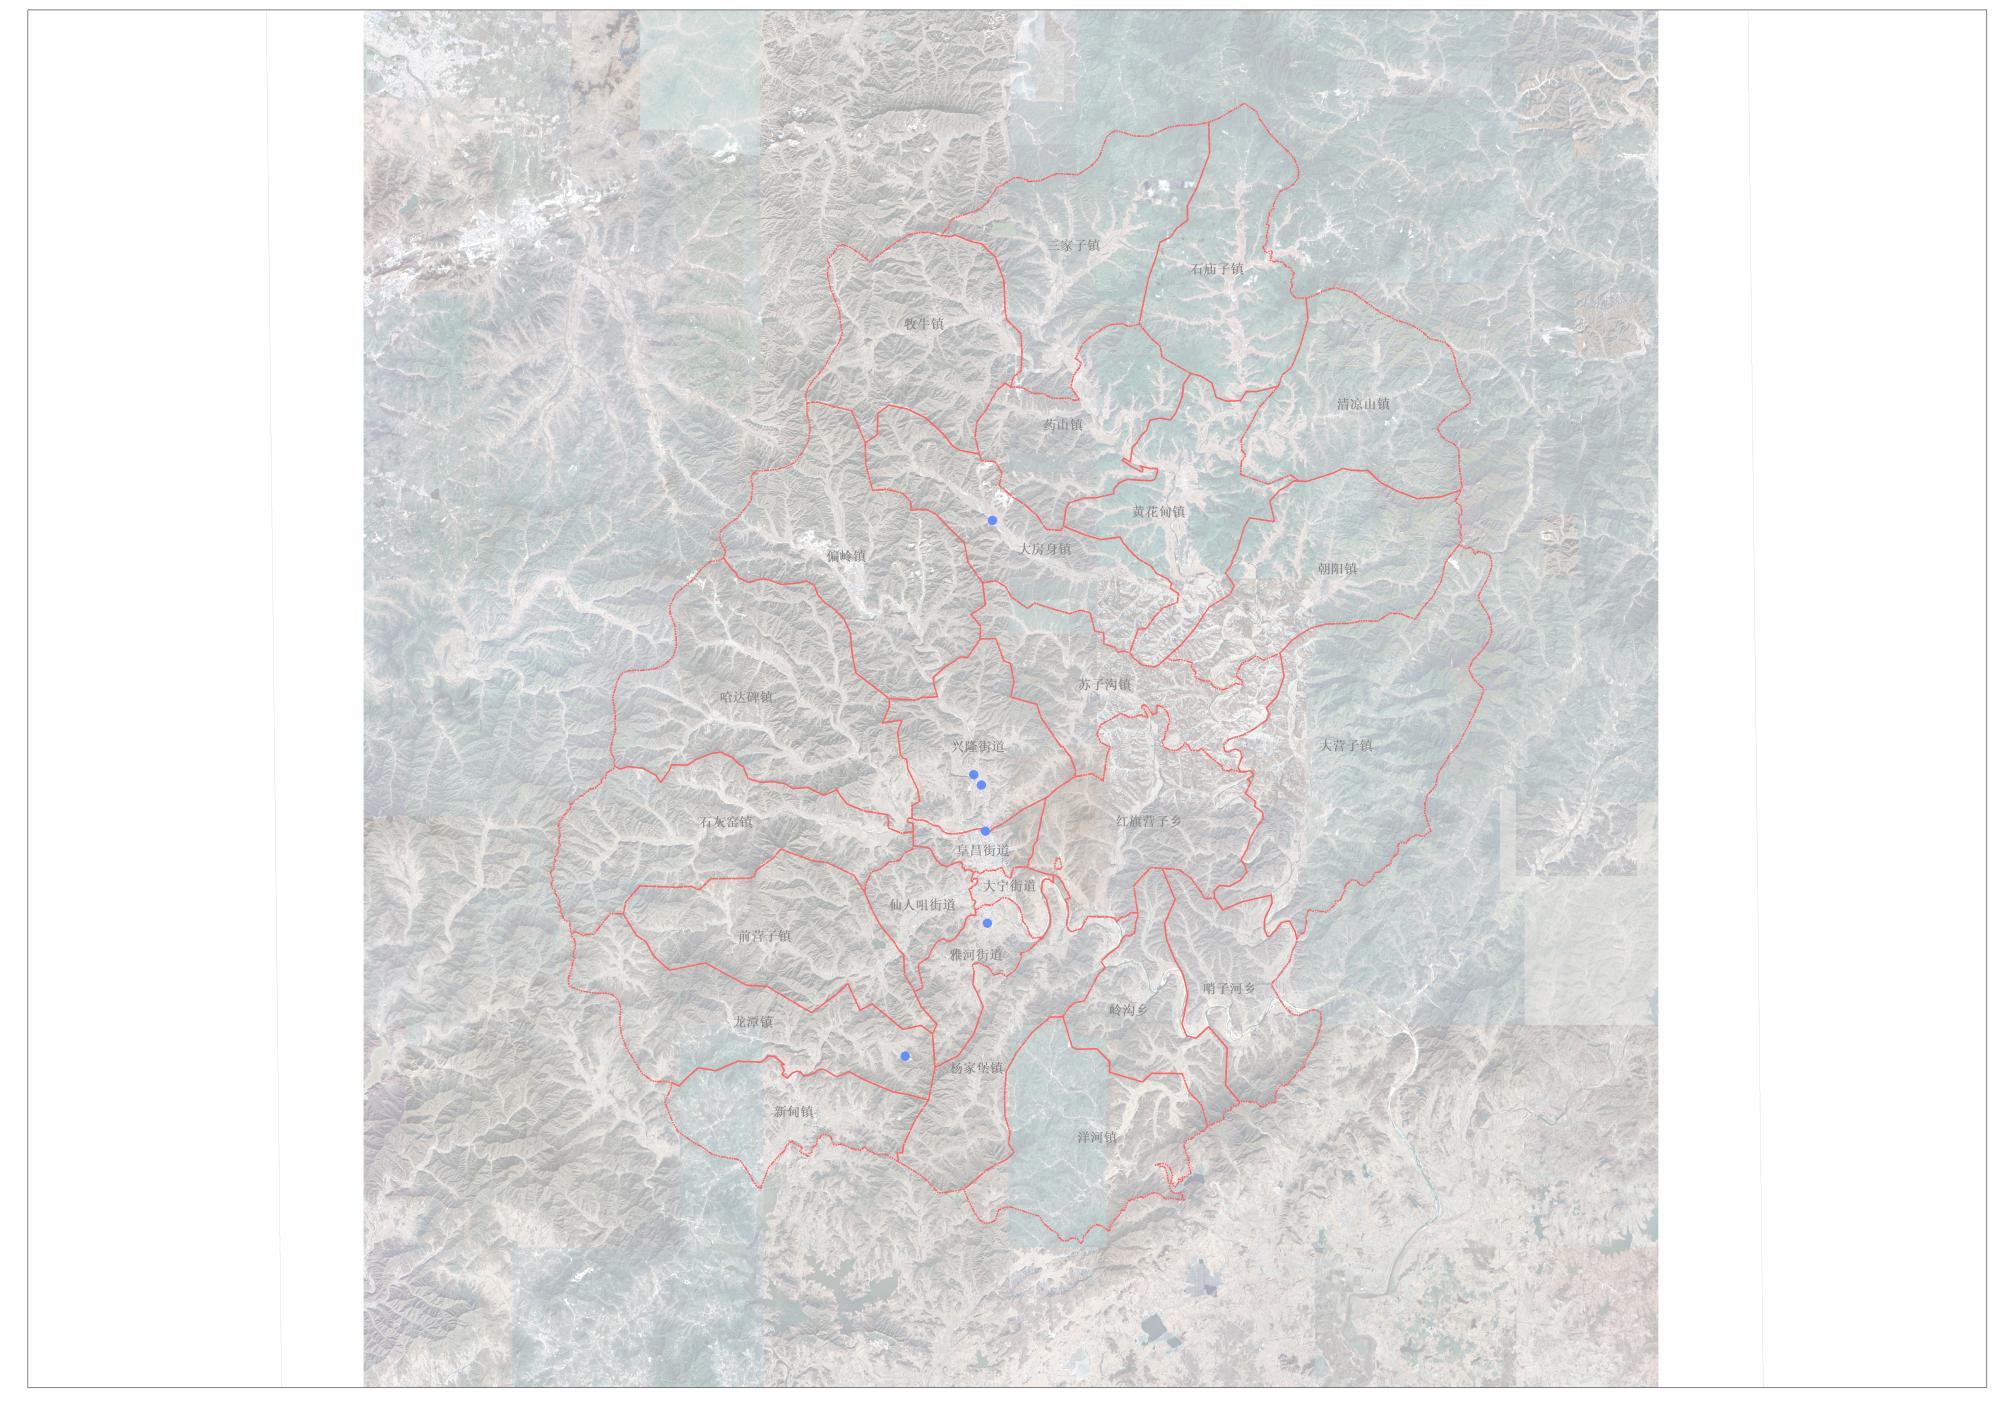 三家子镇
石庙子镇
牧牛镇
清凉山镇
药山镇
黄花甸镇
大房身镇
偏岭镇
朝阳镇
苏子沟镇
哈达碑镇
兴隆街道
大营子镇
石灰窑镇
红旗营子乡
阜昌街道
大宁街道
仙人咀街道
前营子镇
雅河街道
哨子河乡
岭沟乡
龙潭镇
杨家堡镇
新甸镇
洋河镇